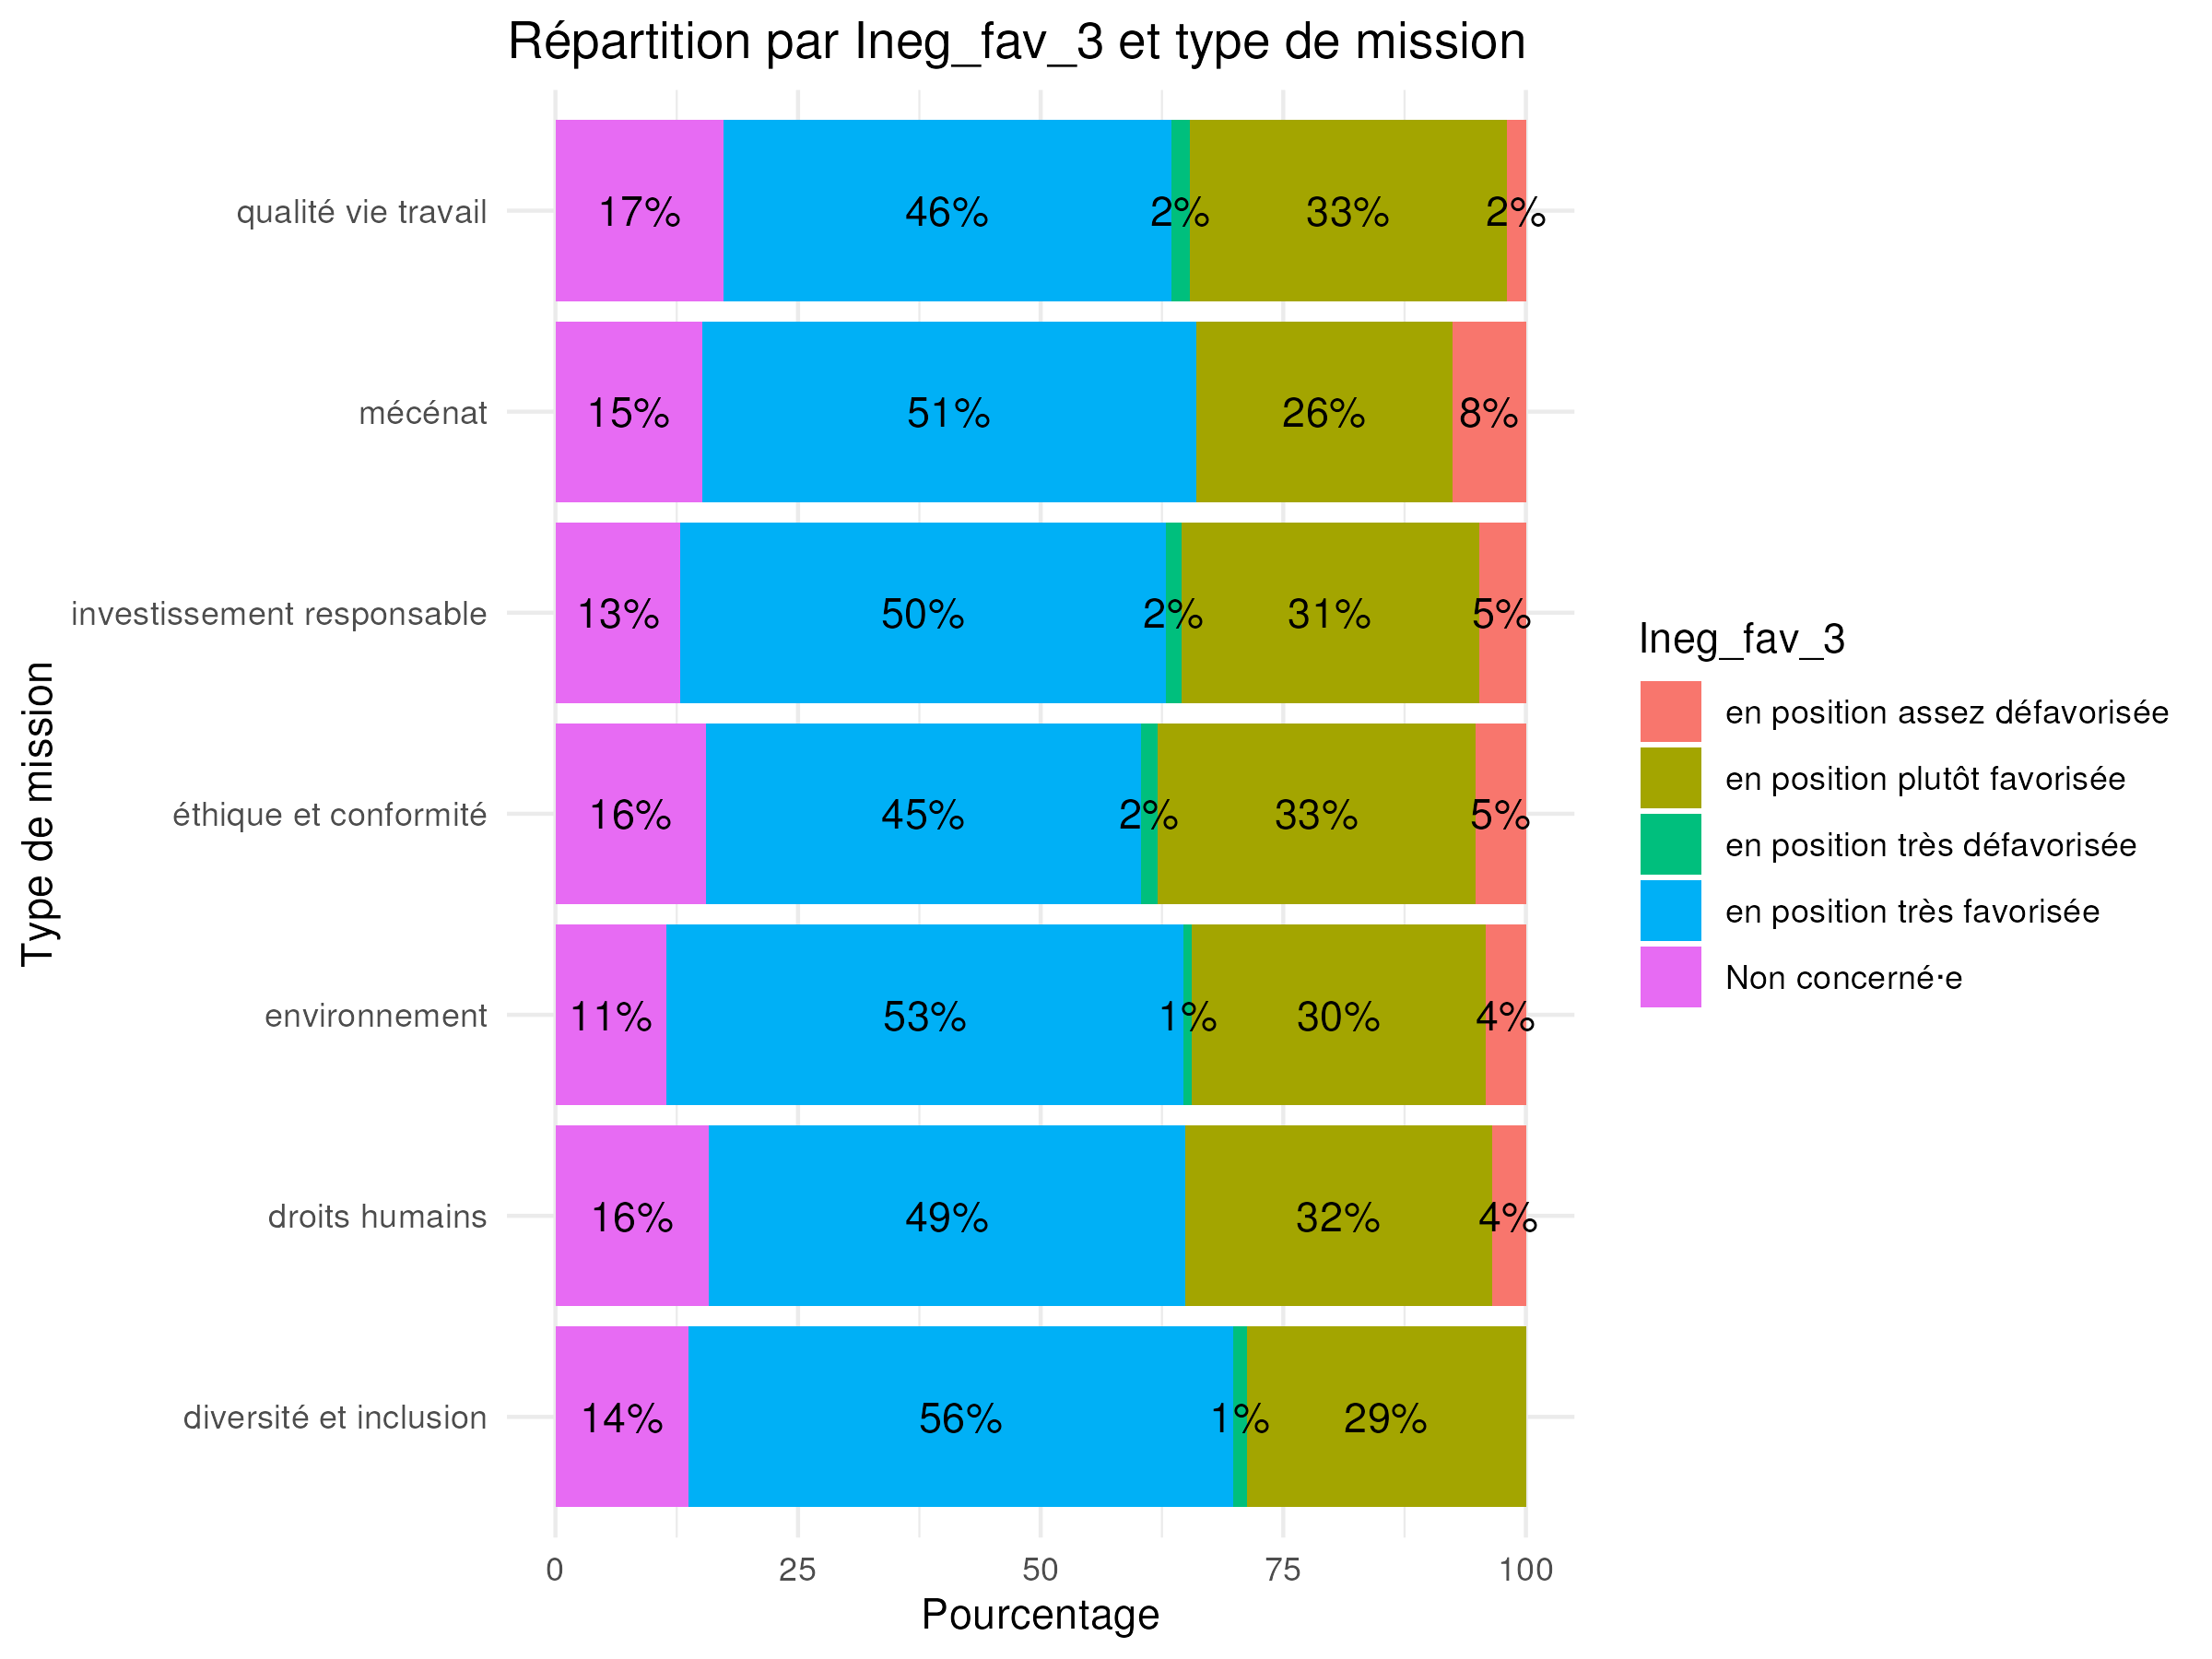 Répartition par Ineg_fav_3 et type de mission
qualité vie travail
17% 46% 2% 33% 2%
mécénat
15% 51% 26% 8%
investissement responsable
13% 50% 2% 31% 5%
éthique et conformité
16% 45% 2% 33% 5%
environnement
11% 53% 1% 30% 4%
droits humains
16% 49% 32% 4%
diversité et inclusion
14% 56% 1% 29%
0 25 50 75 100
Pourcentage
Type de mission
Ineg_fav_3
en position assez défavorisée
en position plutôt favorisée
en position très défavorisée
en position très favorisée
Non concerné·e